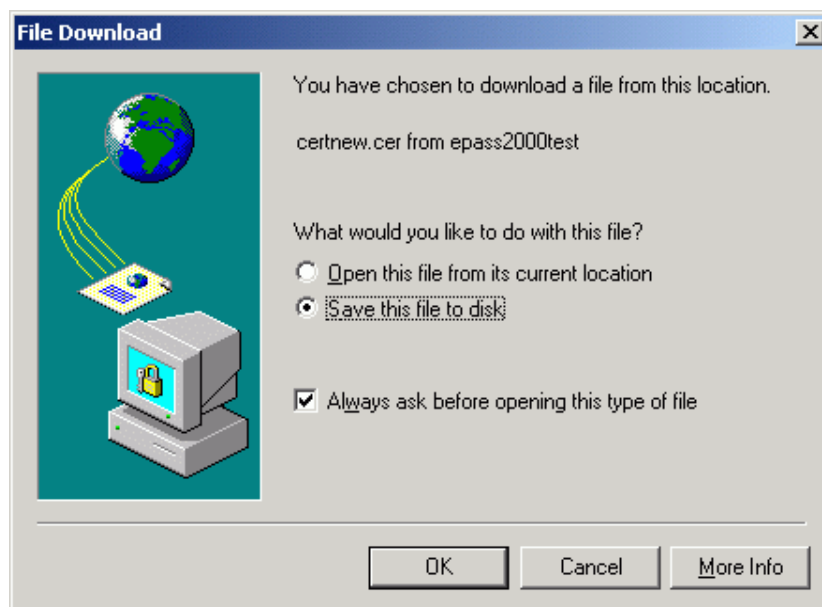 File Download
You have chosen to download a file from this location.
certnew.cer from epass2000test
What would you like to do with this file?
Open this file from its current location
Save this file to disk
Always ask before opening this type of file
OK
Cancel
More Info